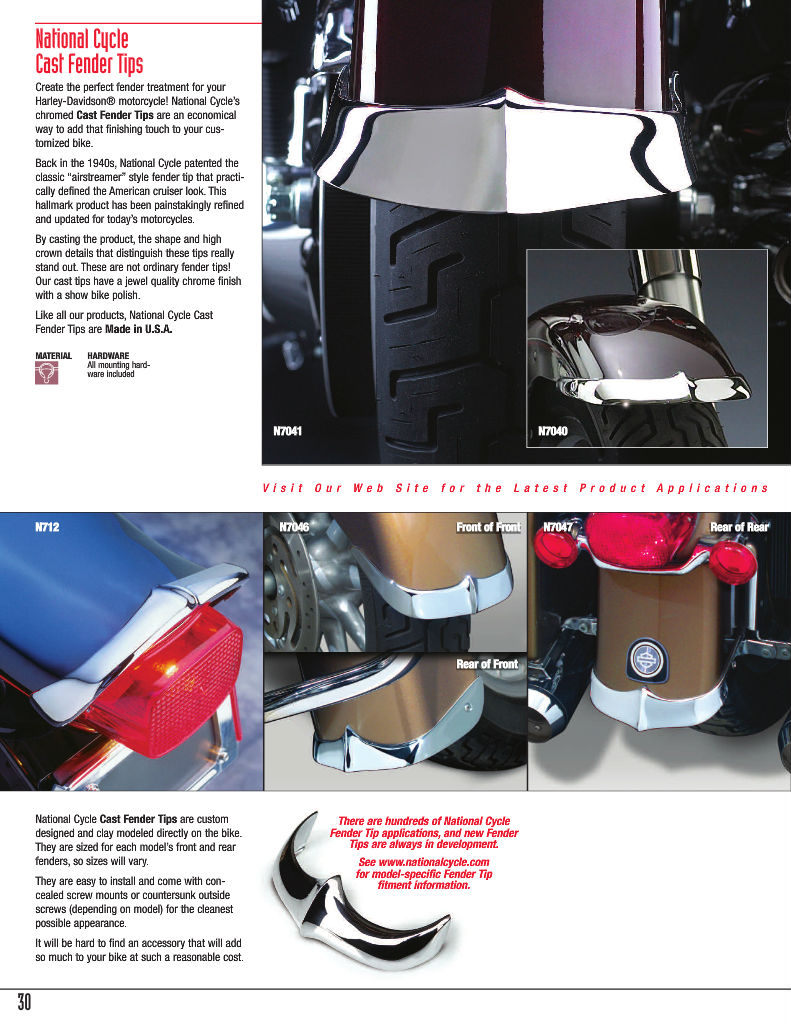 National Cycle
Cast Fender Tips
Create the perfect fender treatment for your
Harley-Davidson® motorcycle! National Cycle's
chromed Cast Fender Tips are an economical
way to add that finishing touch to your cus-
tomized bike.
Back in the 1940s, National Cycle patented the
classic “airstreamer” style fender tip that practi-
cally defined the American cruiser look. This
hallmark product has been painstakingly refined
and updated for today's motorcycles.
By casting the product, the shape and high
crown details that distinguish these tips really
stand out. These are not ordinary fender tips!
Our cast tips have a jewel quality chrome finish
with a show bike polish.
Like all our products, National Cycle Cast
Fender Tips are Made in U.S.A.
MATERIAL
HARDWARE
All mounting hard-
ware included
N7041
N7040
Visit Our Web Site for the Latest Product Applications
N712
N7046
Front of Front
Rear of Front
N7047
Rear of Rear
National Cycle Cast Fender Tips are custom
designed and clay modeled directly on the bike.
They are sized for each model's front and rear
fenders, so sizes will vary.
They are easy to install and come with con-
cealed screw mounts or countersunk outside
screws (depending on model) for the cleanest
possible appearance.
It will be hard to find an accessory that will add
so much to your bike at such a reasonable cost.
There are hundreds of National Cycle
Fender Tip applications, and new Fender
Tips are always in development.
See www.nationalcycle.com
for model-specific Fender Tip
fitment information.
30